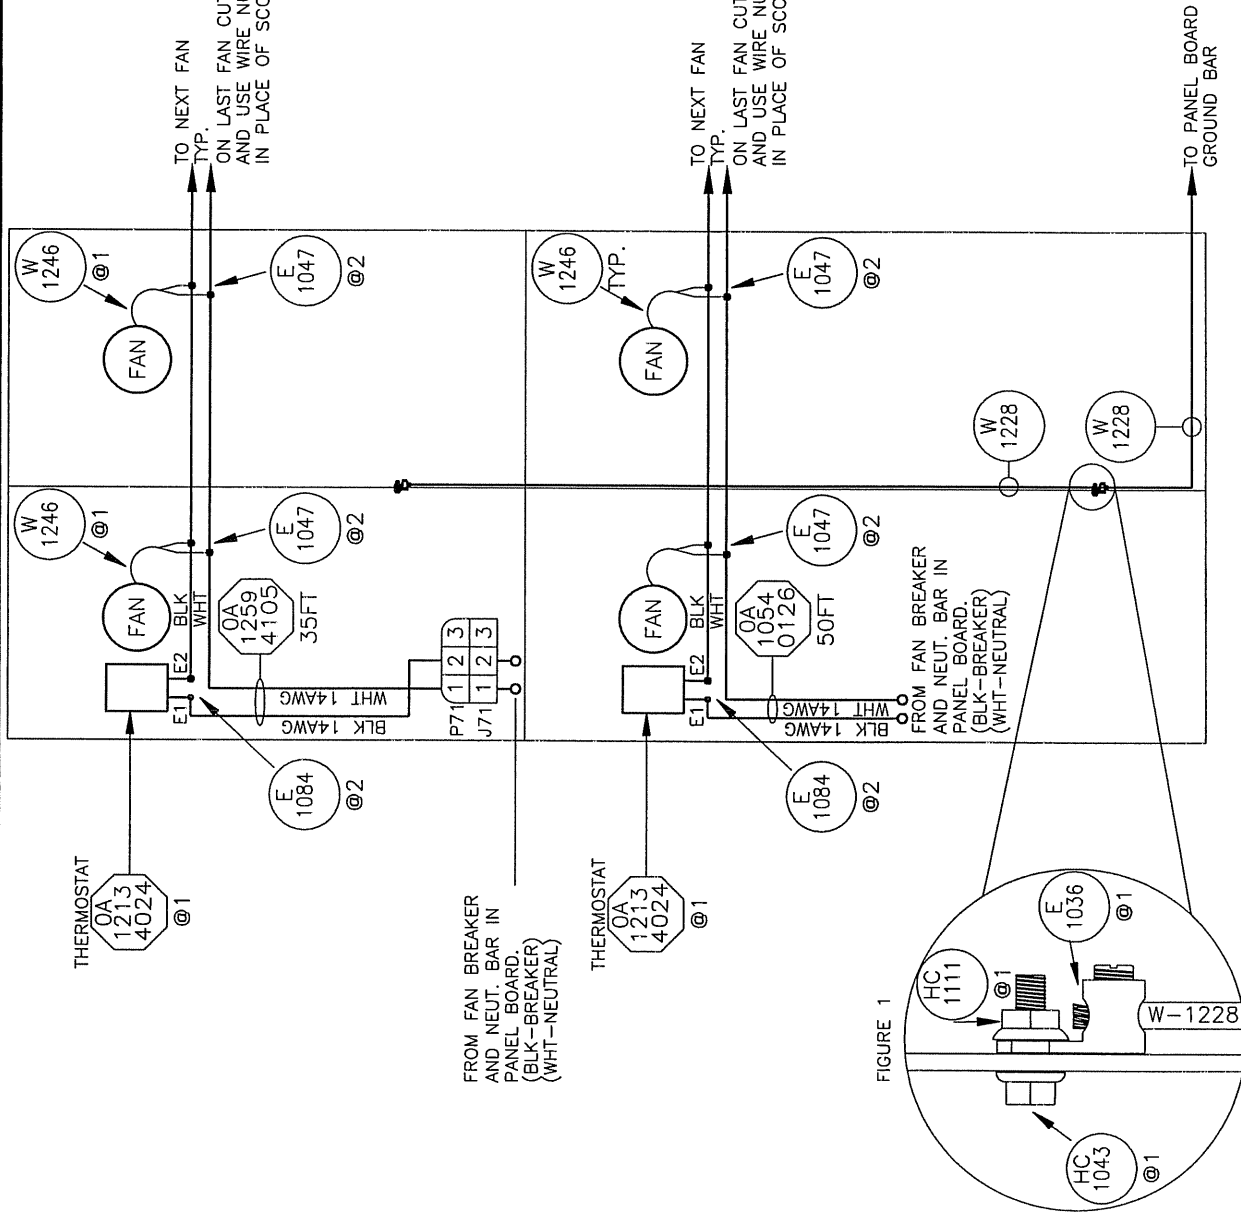 TO NEXT FAN
TYP.
ON LAST FAN CUT
AND USE WIRE
IN PLACE OF
W
1246
@1
FAN
E
1047
@2
W
1246
@1
FAN
BLK
WHT
E
1047
@2
OA
1259
4105
35FT
E1
E2
BLK 14AWG
WHT 14AWG
P71
1 2 3
J71
1 2 3
THERMOSTAT
OA
1213
4024
@1
E
1084
@2
FROM FAN BREAKER
AND NEUT. BAR IN
PANEL BOARD.
(BLK-BREAKER)
(WHT-NEUTRAL)
TO NEXT FAN
TYP.
ON LAST FAN CUT
AND USE WIRE
IN PLACE OF
W
1246
TYP.
FAN
E
1047
@2
FAN
BLK
WHT
E
1047
@2
OA
1054
0126
50FT
E1
E2
BLK 14AWG
WHT 14AWG
FROM FAN BREAKER
AND NEUT. BAR IN
PANEL BOARD.
(BLK-BREAKER)
(WHT-NEUTRAL)
THERMOSTAT
OA
1213
4024
@1
E
1084
@2
W
1228
W
1228
TO PANEL BOARD
GROUND BAR
FIGURE 1
HC
1111
@1
E
1036
@1
HC
1043
@1
W-1228